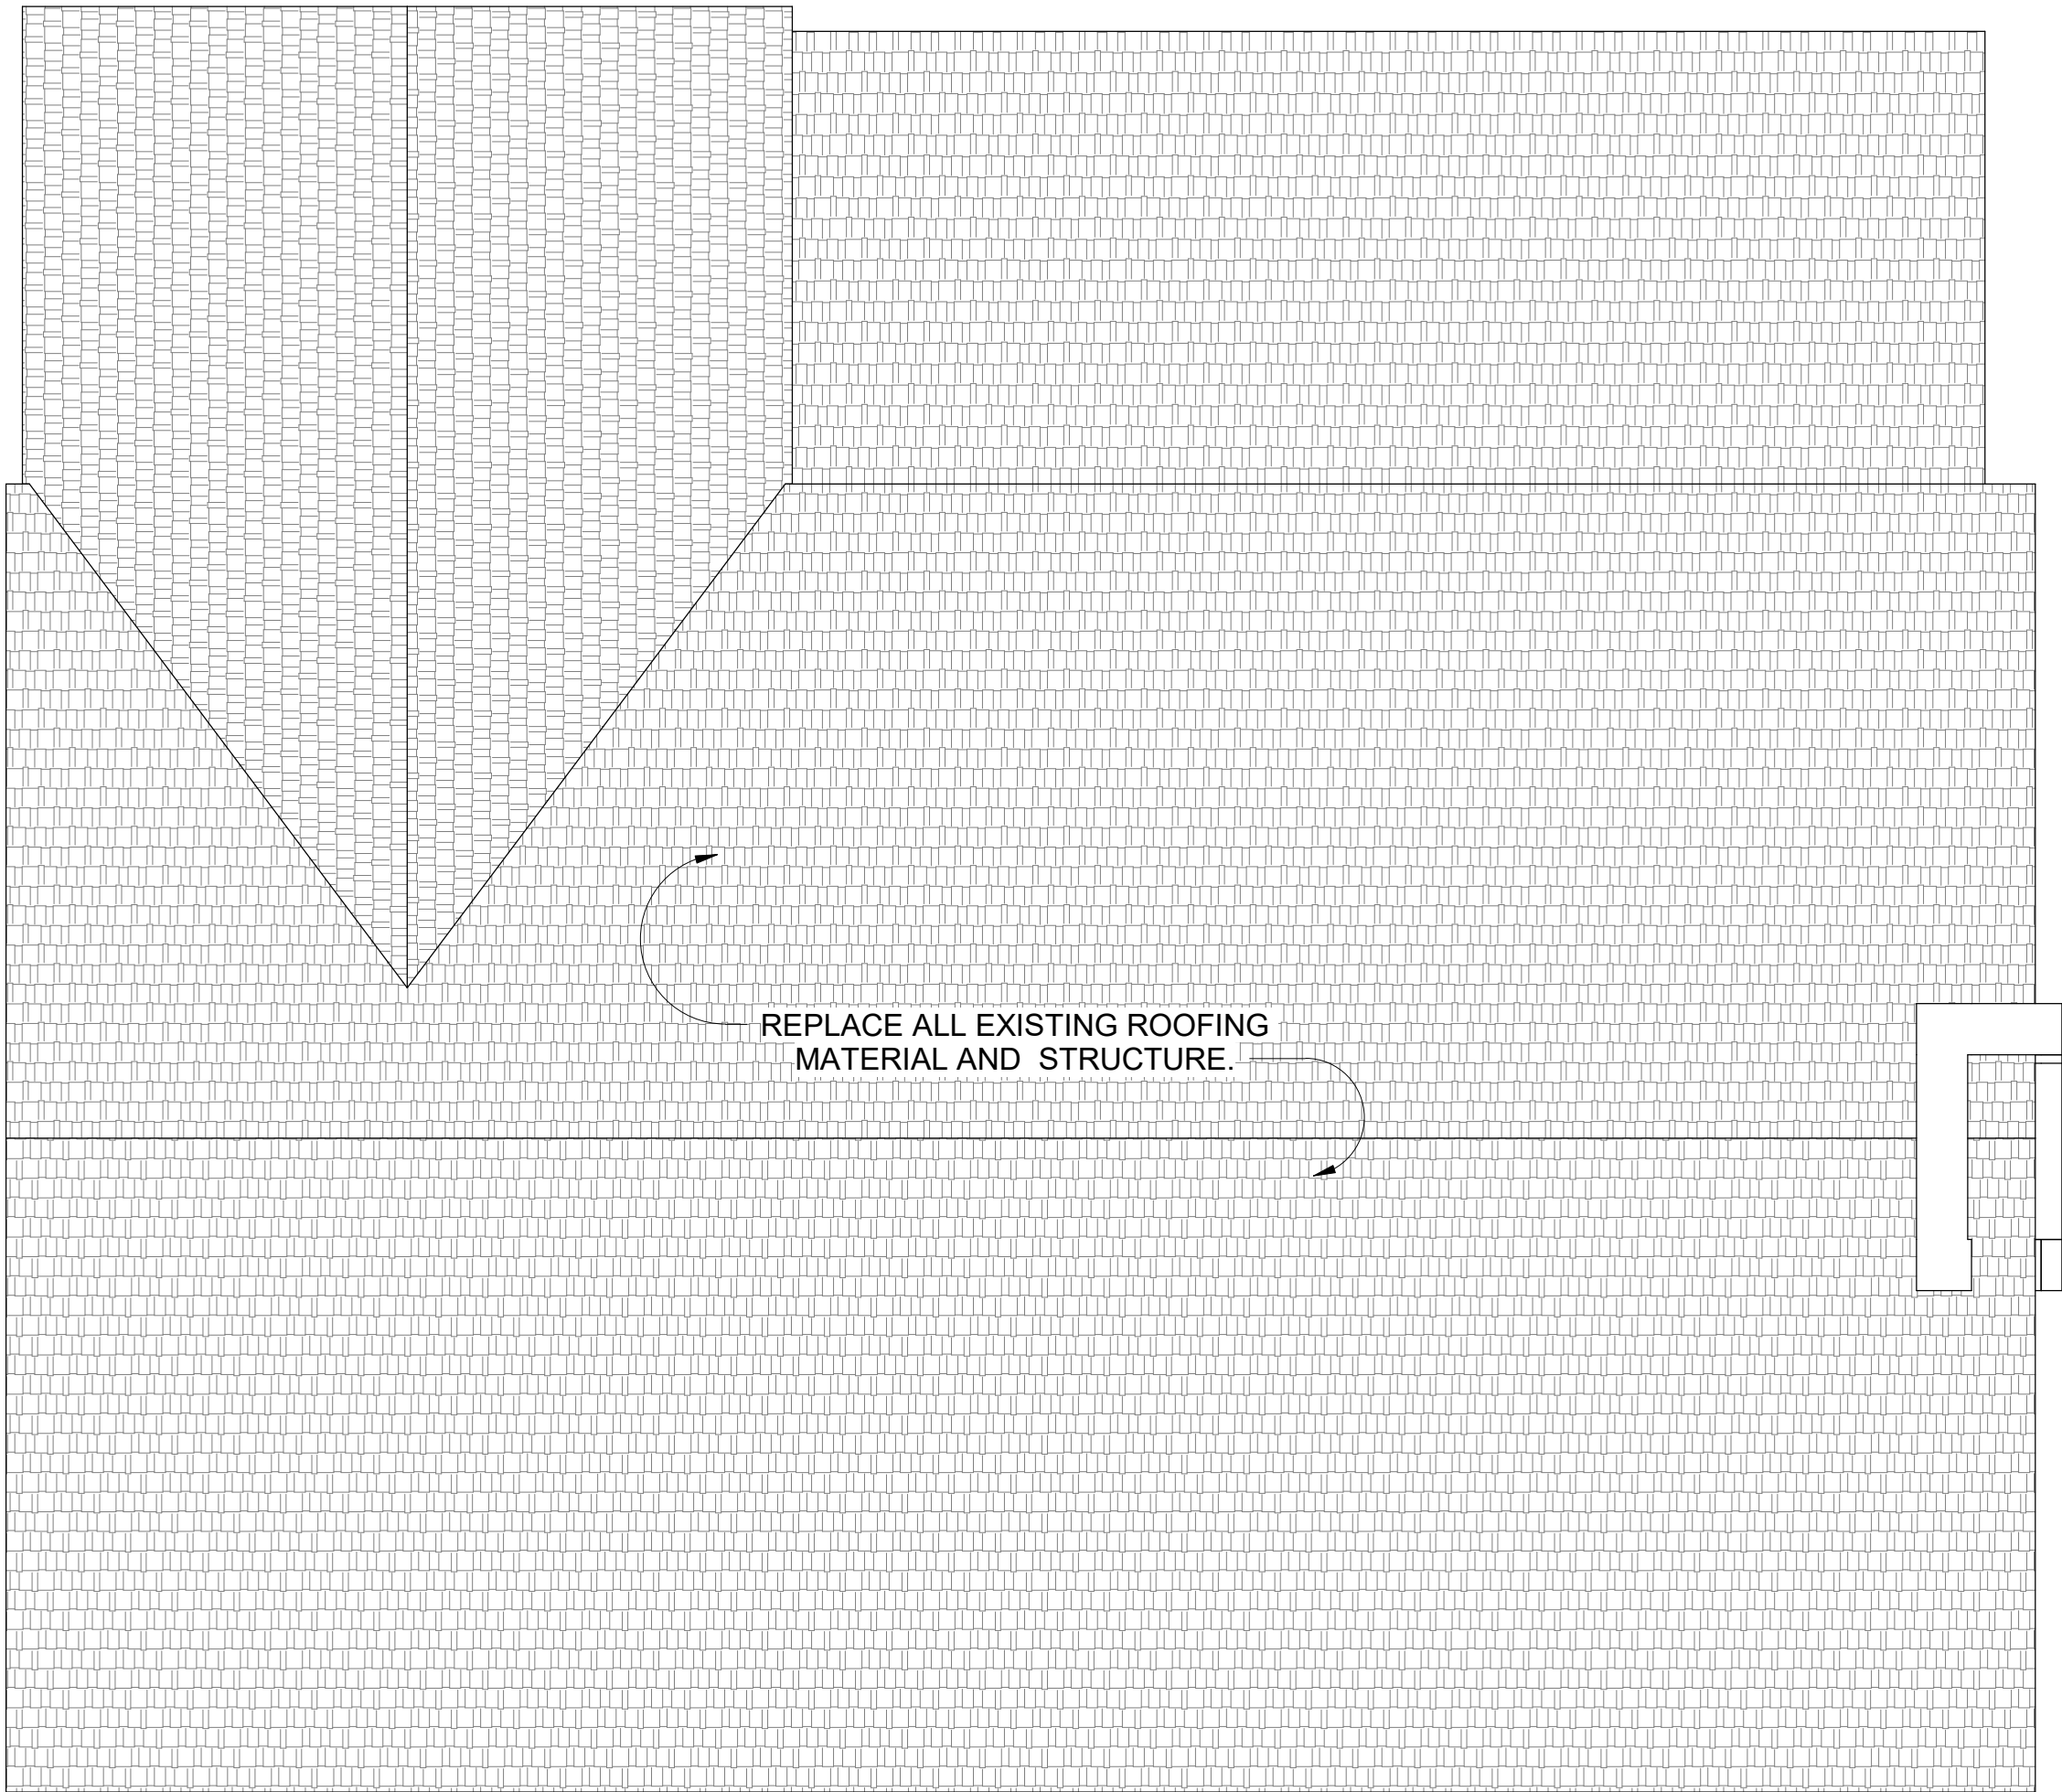 REPLACE ALL EXISTING ROOFING
MATERIAL AND  STRUCTURE.